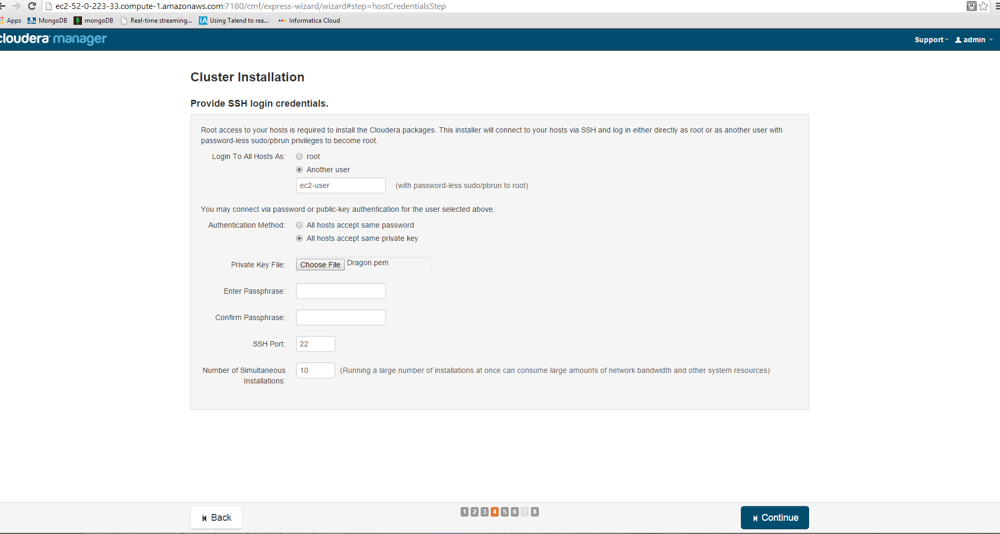 ec2-52-0-223-33.compute-1.amazonaws.com:7180/cmf/express-wizard/wizard#step=hostCredentialsStep
Apps MongoDB mongoDB Real-time streaming... iA Using Talend to rea... Informatica Cloud
cloudera manager Support admin
Cluster Installation
Provide SSH login credentials.
Root access to your hosts is required to install the Cloudera packages. This installer will connect to your hosts via SSH and log in either directly as root or as another user with
password-less sudo/pbrun privileges to become root.
Login To All Hosts As: root
Another user
ec2-user (with password-less sudo/pbrun to root)
You may connect via password or public-key authentication for the user selected above.
Authentication Method: All hosts accept same password
All hosts accept same private key
Private Key File: Choose File Dragon.pem
Enter Passphrase:
Confirm Passphrase:
SSH Port: 22
Number of Simultaneous 10 (Running a large number of installations at once can consume large amounts of network bandwidth and other system resources)
Installations:
Back 1 2 3 4 5 6 7 8 Continue